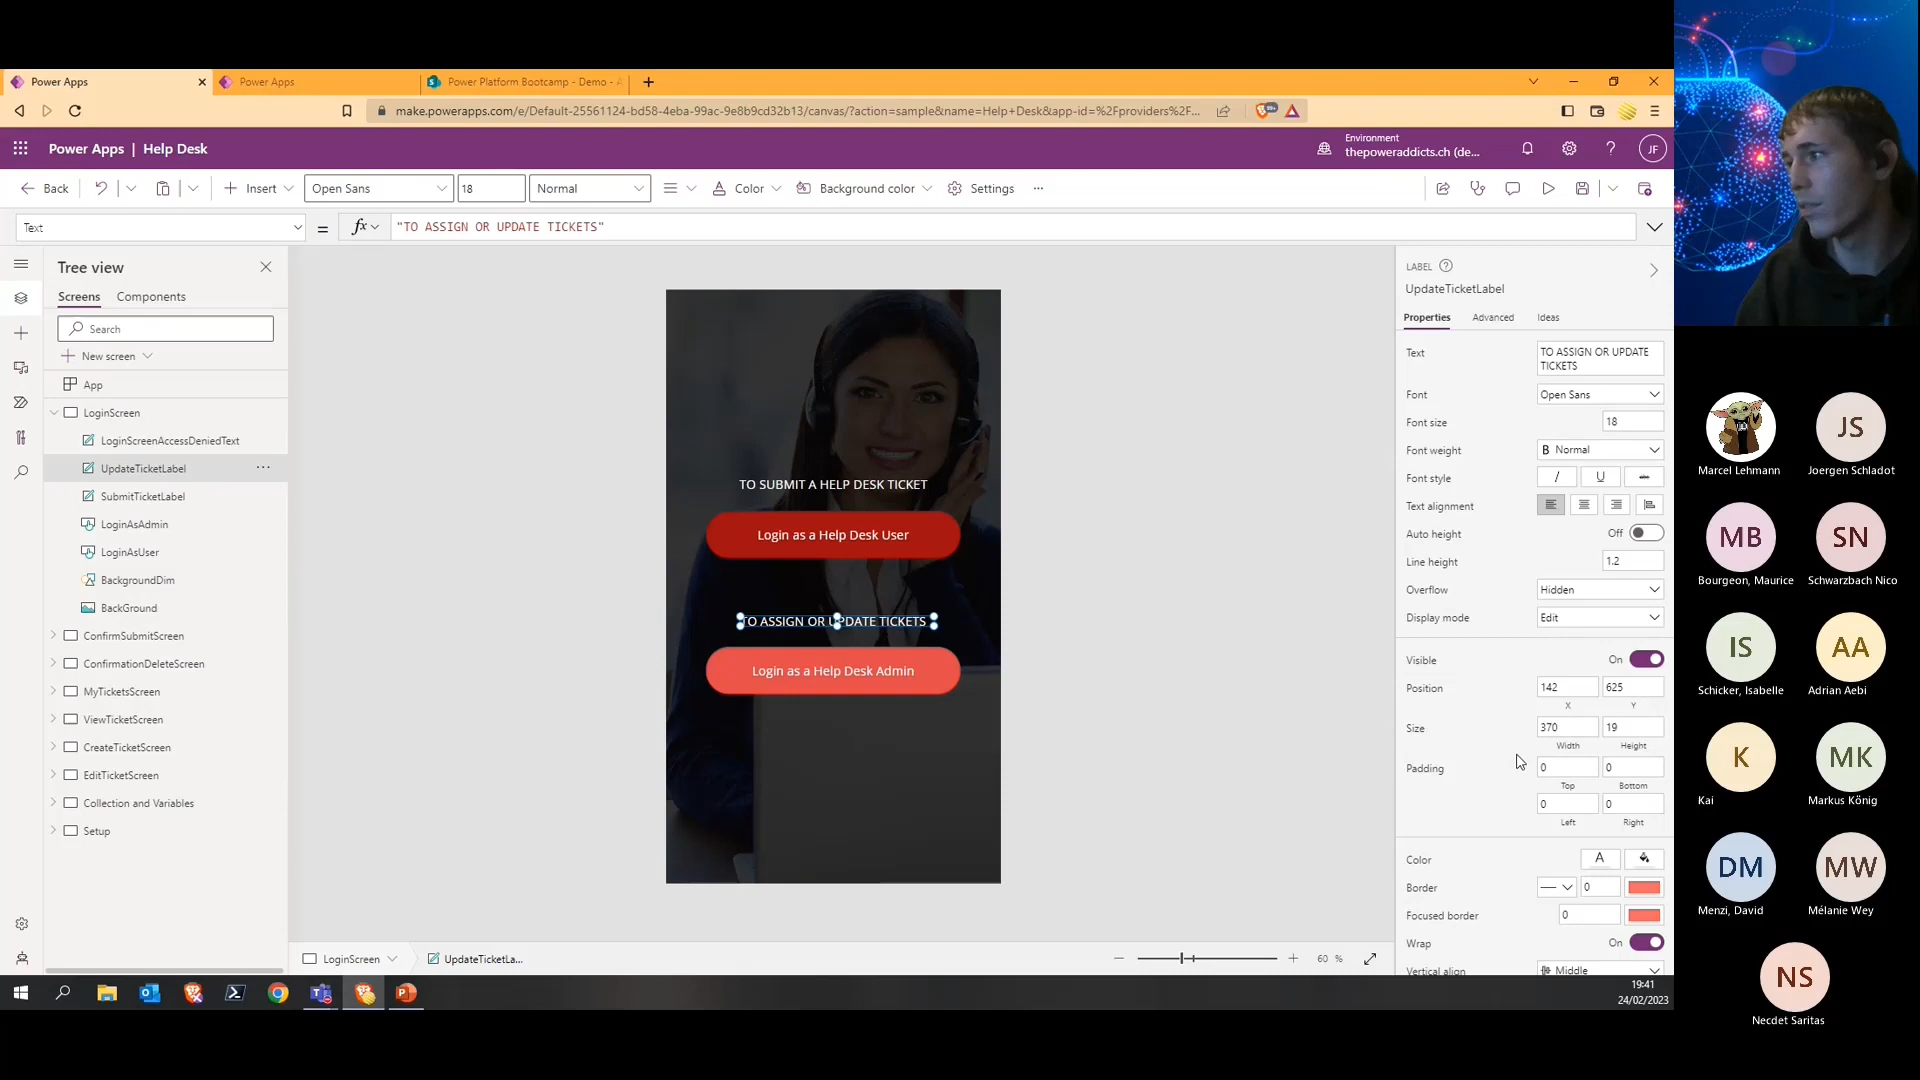 Power Apps
Power Apps
Power Platform Bootcamp - Demo - A
make.powerapps.com/e/Default-25561124-bd58-4eba-99ac-9e8b9cd32b13/canvas/?action=sample&name=Help+Desk&app-id=%2Fproviders%2F...
99+
Power Apps | Help Desk
Environment
thepoweraddicts.ch (de...
JF
Back
Insert
Open Sans
18
Normal
Color
Background color
Settings
Text
=
fx
"TO ASSIGN OR UPDATE TICKETS"
Tree view
Screens
Components
Search
New screen
App
LoginScreen
LoginScreenAccessDeniedText
UpdateTicketLabel
SubmitTicketLabel
LoginAsAdmin
LoginAsUser
BackgroundDim
BackGround
ConfirmSubmitScreen
ConfirmationDeleteScreen
MyTicketsScreen
ViewTicketScreen
CreateTicketScreen
EditTicketScreen
Collection and Variables
Setup
TO SUBMIT A HELP DESK TICKET
Login as a Help Desk User
TO ASSIGN OR UPDATE TICKETS
Login as a Help Desk Admin
LoginScreen
UpdateTicketLa...
60 %
LABEL
UpdateTicketLabel
Properties
Advanced
Ideas
Text
TO ASSIGN OR UPDATE
TICKETS
Font
Open Sans
Font size
18
Font weight
B Normal
Font style
/ U
Text alignment
Auto height
Off
Line height
1.2
Overflow
Hidden
Display mode
Edit
Visible
On
Position
142
625
X
Y
Size
370
19
Width
Height
Padding
0
0
Top
Bottom
0
0
Left
Right
Color
A
Border
0
Focused border
0
Wrap
On
Vertical align
Middle
19:41
24/02/2023
Marcel Lehmann
JS
Joergen Schladot
MB
Bourgeon, Maurice
SN
Schwarzbach Nico
IS
Schicker, Isabelle
AA
Adrian Aebi
K
Kai
MK
Markus König
DM
Menzi, David
MW
Mélanie Wey
NS
Necdet Saritas